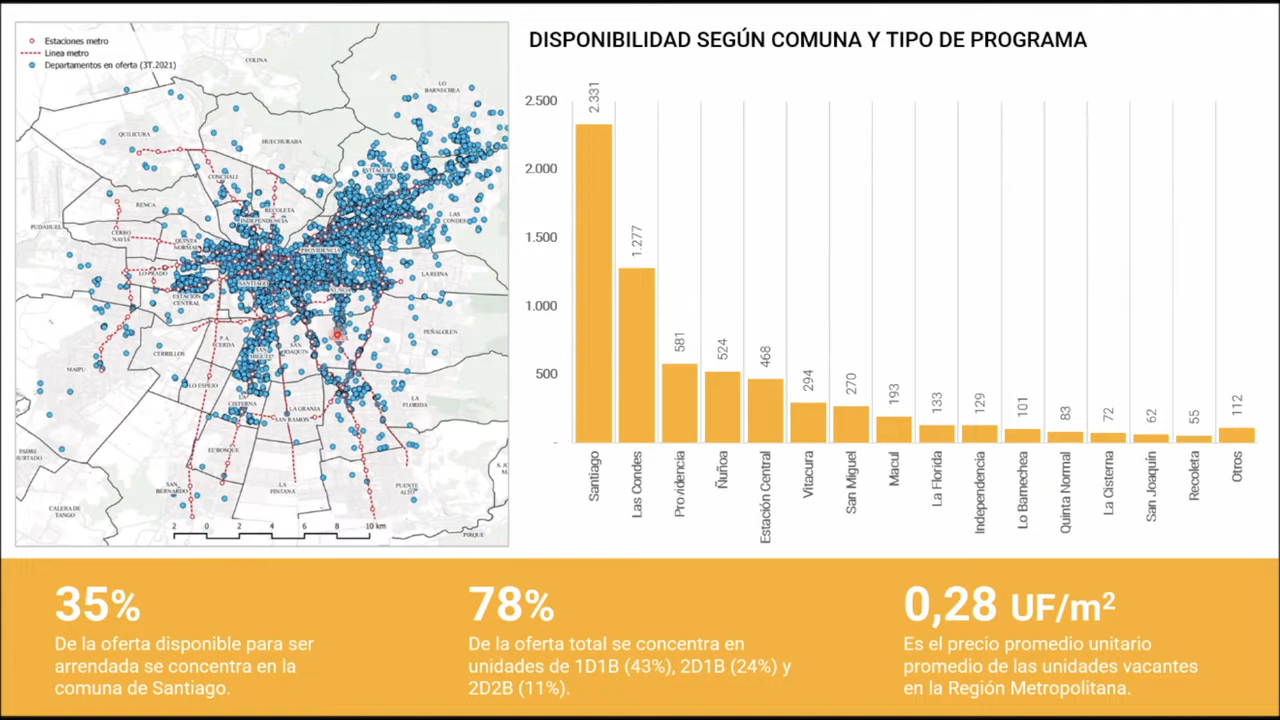 Estaciones metro
Linea metro
Departamentos en oferta (3T.2021)
COLINA
LO
BARNECHEA
QUILICURA
HUECHURABA
VITACURA
CONCHALI
RENCA
RECOLETA
INDEPENDENCIA
LAS
CONDES
PUDAHUEL
CERRO
NAVIA
QUINTA
NORMAL
PROVIDENCIA
LO PRADO
LA REINA
SANTIAGO
ESTACION
CENTRAL
PEÑALOLEN
P.A.
CERDA
SAN
JOAQUIN
SAN
MIGUEL
CERRILLOS
MAIPU
LO ESPEJO
LA
CISTERNA
LA GRANJA
SAN RAMON
LA
FLORIDA
EL BOSQUE
PADRE
HURTADO
SAN
BERNARDO
LA
PINTANA
PUENTE
ALTO
CALERA DE
TANGO
PIRQUE
2 0 2 4 6 8 10 km
DISPONIBILIDAD SEGÚN COMUNA Y TIPO DE PROGRAMA
2.500
2.000
1.500
1.000
500
-
2.331
1.277
581
524
468
294
270
193
133
129
101
83
72
62
55
112
Santiago
Las Condes
Providencia
Ñuñoa
Estación Central
Vitacura
San Miguel
Macul
La Florida
Independencia
Lo Barnechea
Quinta Normal
La Cisterna
San Joaquín
Recoleta
Otros
35%
De la oferta disponible para ser
arrendada se concentra en la
comuna de Santiago.
78%
De la oferta total se concentra en
unidades de 1D1B (43%), 2D1B (24%) y
2D2B (11%).
0,28 UF/m²
Es el precio promedio unitario
promedio de las unidades vacantes
en la Región Metropolitana.